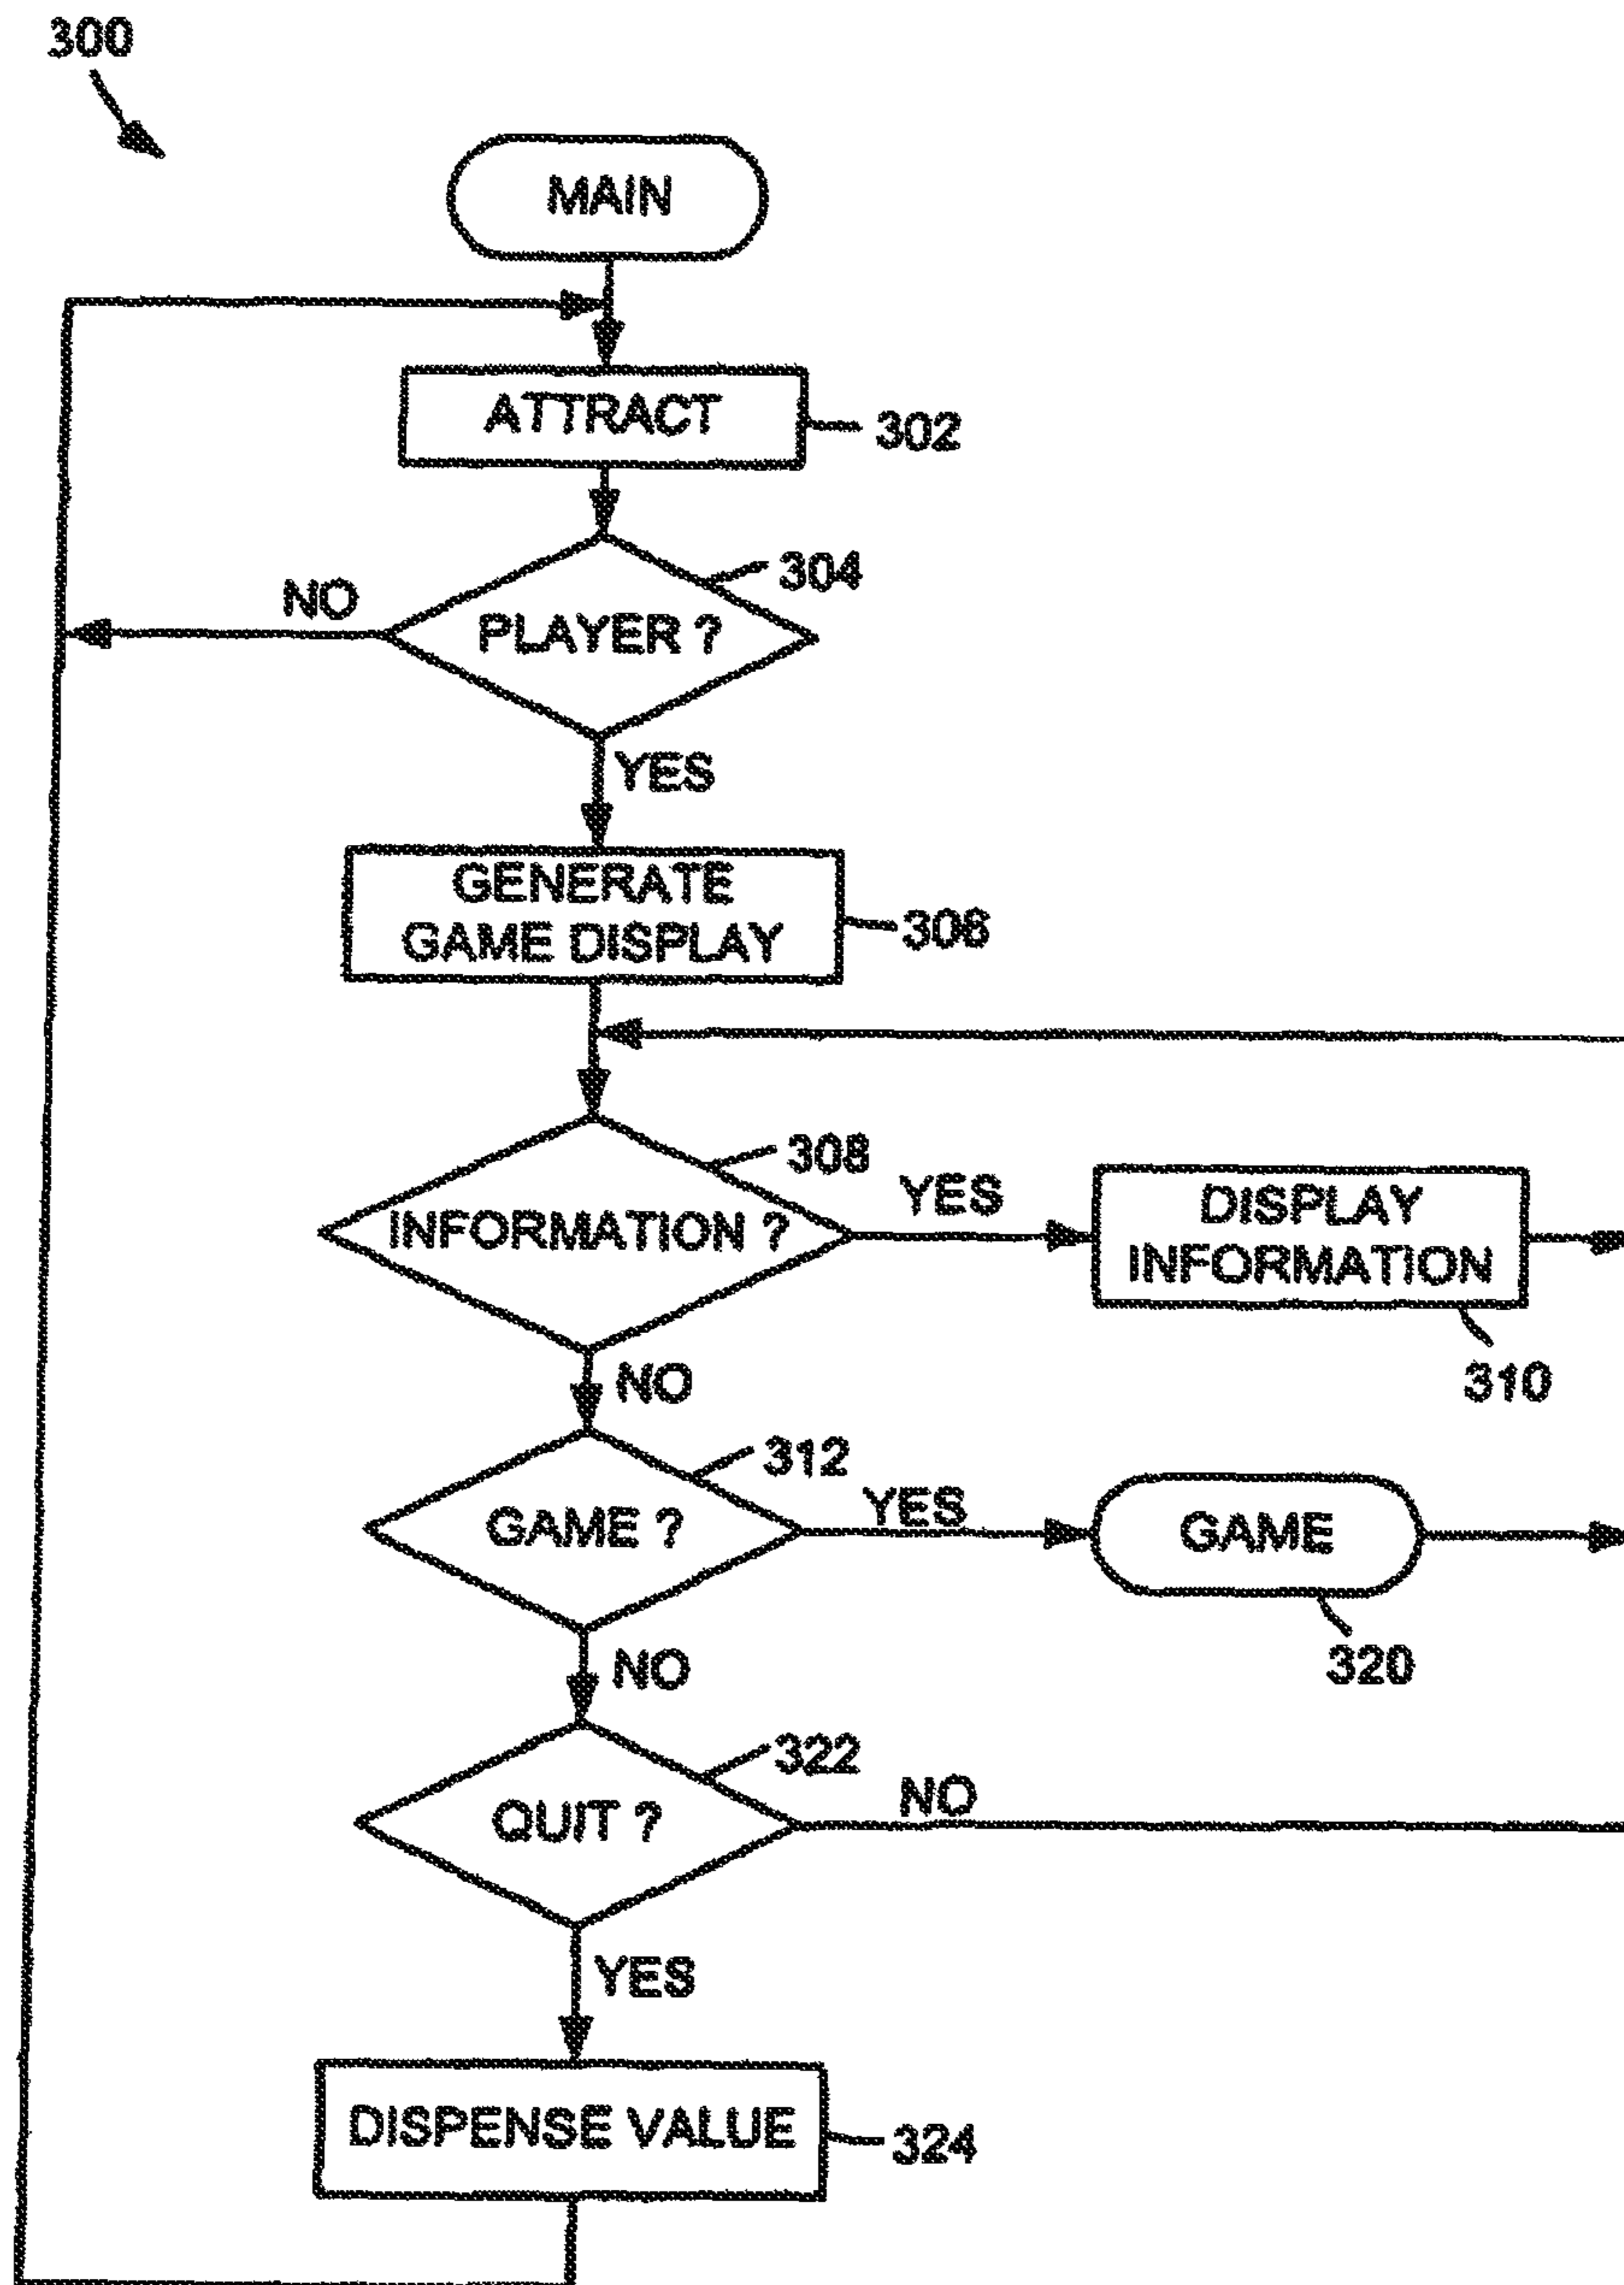 300
MAIN
ATTRACT
302
304
NO
PLAYER ?
YES
GENERATE
GAME DISPLAY
306
308
INFORMATION ?
YES
DISPLAY
INFORMATION
310
NO
312
GAME ?
YES
GAME
320
NO
322
QUIT ?
NO
YES
DISPENSE VALUE
324